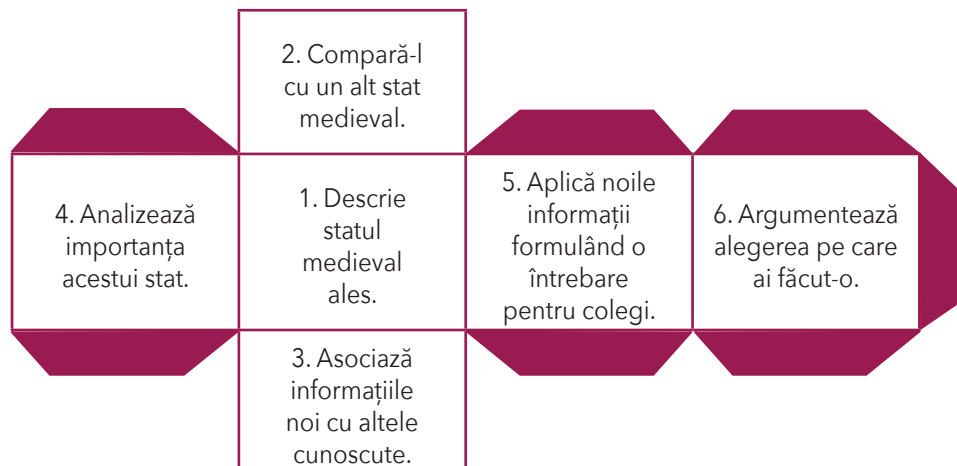 2. Compară-l
cu un alt stat
medieval.
4. Analizează
importanța
acestui stat.
1. Descrie
statul
medieval
ales.
5. Aplică noile
informații
formulând o
întrebare
pentru colegi.
6. Argumentează
alegerea pe care
ai făcut-o.
3. Asociază
informațiile
noi cu altele
cunoscute.